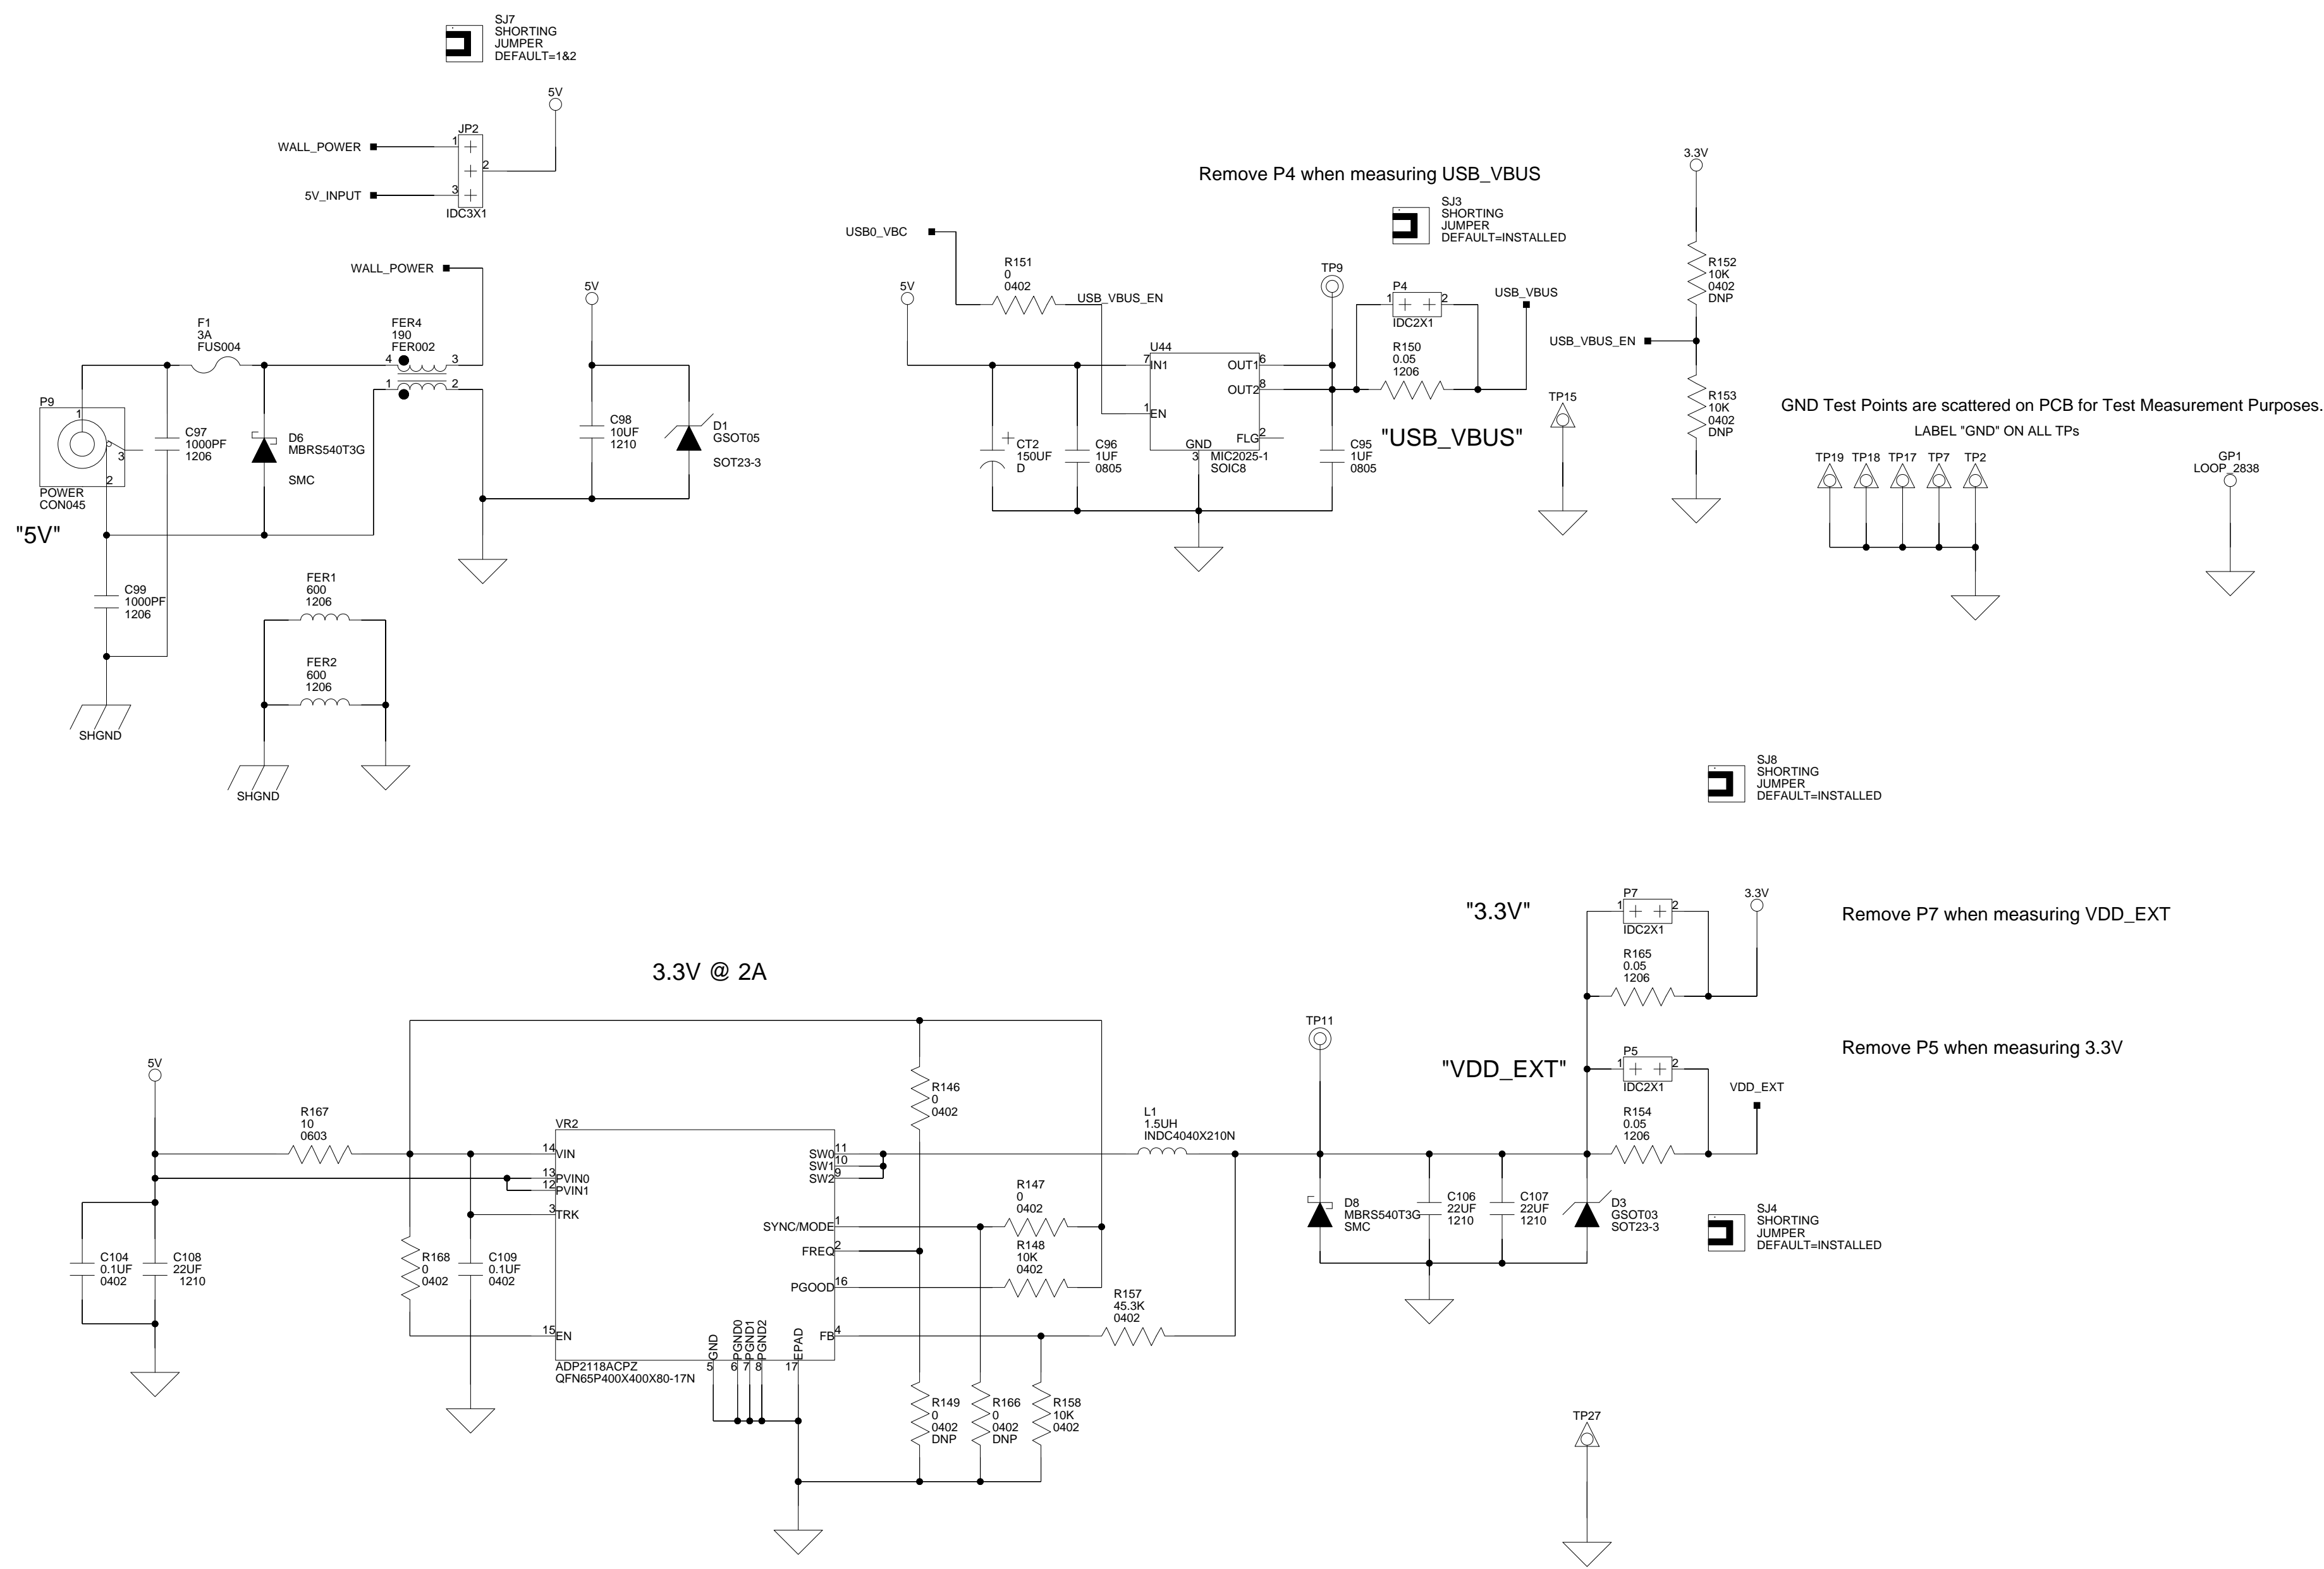 SJ7
SHORTING
JUMPER
DEFAULT=1&2
5V
JP2
WALL_POWER
1
2
5V_INPUT
3
IDC3X1
WALL_POWER
5V
F1
3A
FUS004
FER4
190
FER002
4
3
1
2
P9
1
3
2
POWER
CON045
"5V"
C97
1000PF
1206
D6
MBRS540T3G
SMC
C98
10UF
1210
D1
GSOT05
SOT23-3
C99
1000PF
1206
SHGND
FER1
600
1206
FER2
600
1206
SHGND
Remove P4 when measuring USB_VBUS
SJ3
SHORTING
JUMPER
DEFAULT=INSTALLED
USB0_VBC
R151
0
0402
USB_VBUS_EN
5V
TP9
P4
1
2
IDC2X1
USB_VBUS
U44
7
IN1
OUT1
6
OUT2
8
1
EN
FLG
2
GND
3
MIC2025-1
SOIC8
R150
0.05
1206
CT2
150UF
D
C96
1UF
0805
C95
1UF
0805
"USB_VBUS"
TP15
3.3V
R152
10K
0402
DNP
USB_VBUS_EN
R153
10K
0402
DNP
GND Test Points are scattered on PCB for Test Measurement Purposes.
LABEL "GND" ON ALL TPs
TP19
TP18
TP17
TP7
TP2
GP1
LOOP_2838
SJ8
SHORTING
JUMPER
DEFAULT=INSTALLED
"3.3V"
P7
1
2
IDC2X1
3.3V
Remove P7 when measuring VDD_EXT
R165
0.05
1206
3.3V @ 2A
TP11
"VDD_EXT"
P5
1
2
IDC2X1
VDD_EXT
Remove P5 when measuring 3.3V
R154
0.05
1206
5V
R167
10
0603
VR2
14
VIN
13
PVIN0
12
PVIN1
3
TRK
15
EN
SW0
11
SW1
10
SW2
9
SYNC/MODE
1
FREQ
2
PGOOD
16
FB
4
GND
5
PGND0
6
PGND1
7
PGND2
8
EPAD
17
ADP2118ACPZ
QFN65P400X400X80-17N
R146
0
0402
L1
1.5UH
INDC4040X210N
R147
0
0402
R148
10K
0402
R157
45.3K
0402
C104
0.1UF
0402
C108
22UF
1210
R168
0
0402
C109
0.1UF
0402
R149
0
0402
DNP
R166
0
0402
DNP
R158
10K
0402
D8
MBRS540T3G
SMC
C106
22UF
1210
C107
22UF
1210
D3
GSOT03
SOT23-3
SJ4
SHORTING
JUMPER
DEFAULT=INSTALLED
TP27